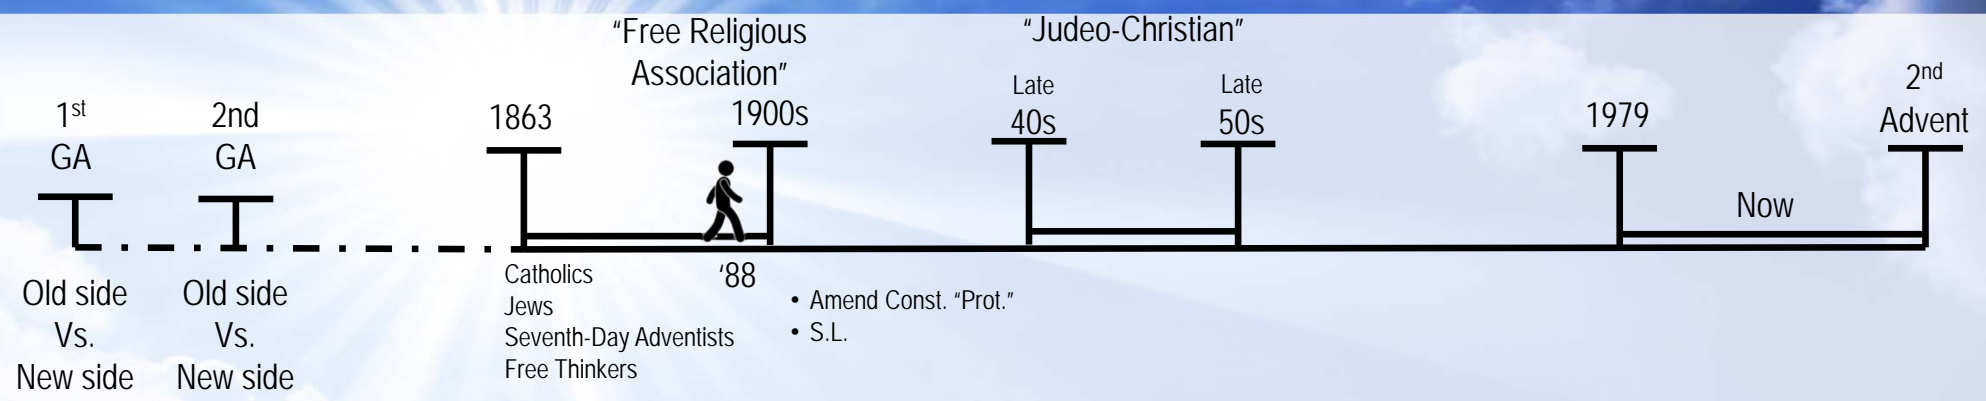 "Free Religious
Association"
"Judeo-Christian"
1st
GA
2nd
GA
1863
1900s
Late
40s
Late
50s
1979
2nd
Advent
Now
Old side
Vs.
New side
Old side
Vs.
New side
Catholics
Jews
Seventh-Day Adventists
Free Thinkers
‘88
• Amend Const. "Prot."
• S.L.